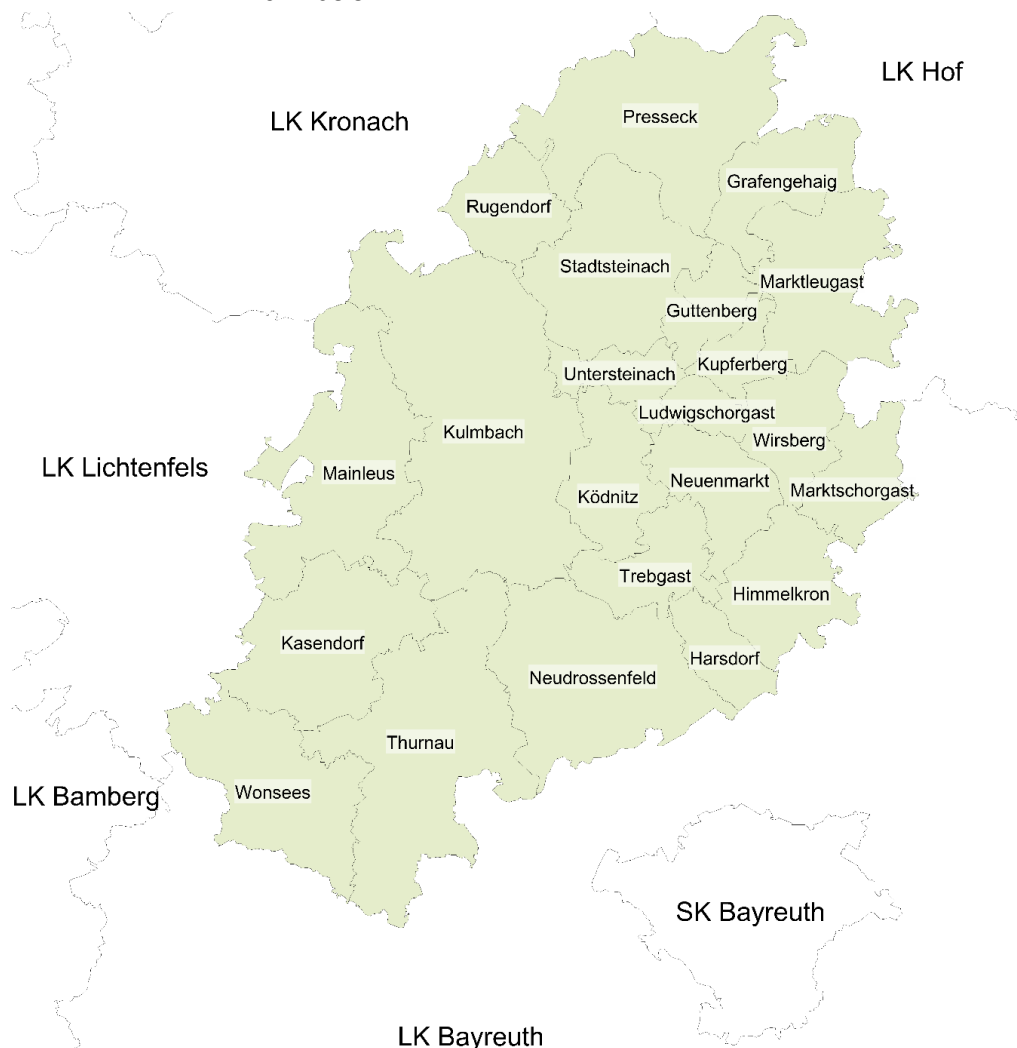 LK Hof
LK Kronach
Presseck
Grafengehaig
Rugendorf
Stadtsteinach
Marktleugast
Guttenberg
Kupferberg
Untersteinach
Ludwigschorgast
Kulmbach
Wirsberg
LK Lichtenfels
Mainleus
Neuenmarkt
Marktschorgast
Ködnitz
Trebgast
Himmelkron
Kasendorf
Harsdorf
Neudrossenfeld
Thurnau
Wonsees
LK Bamberg
SK Bayreuth
LK Bayreuth